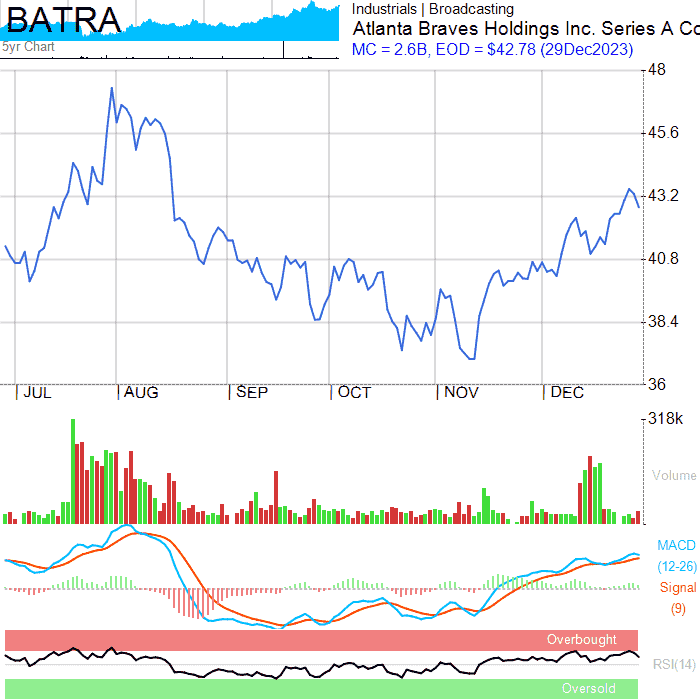 BATRA
5yr Chart
Industrials | Broadcasting
Atlanta Braves Holdings Inc. Series A Co
MC = 2.6B, EOD = $42.78 (29Dec2023)
48
45.6
43.2
40.8
38.4
36
JUL AUG SEP OCT NOV DEC
318k
Volume
MACD
(12-26)
Signal
(9)
Overbought
RSI(14)
Oversold